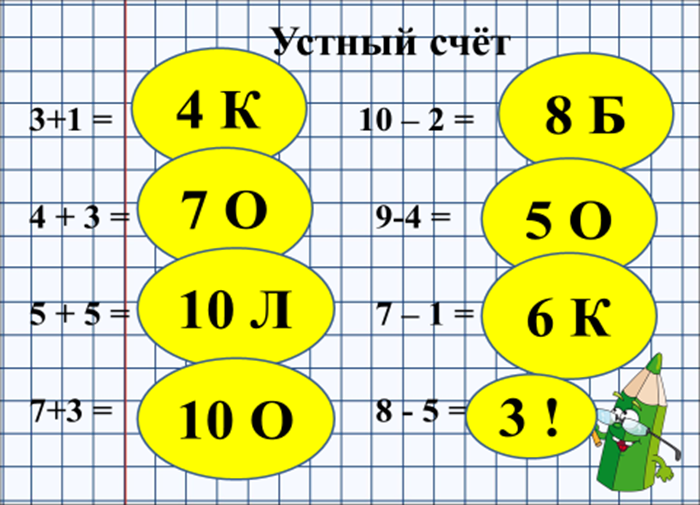 Устный счёт
3+1 = 4 К
4 + 3 = 7 О
5 + 5 = 10 Л
7+3 = 10 О
10 – 2 = 8 Б
9-4 = 5 О
7 – 1 = 6 К
8 - 5 = 3 !